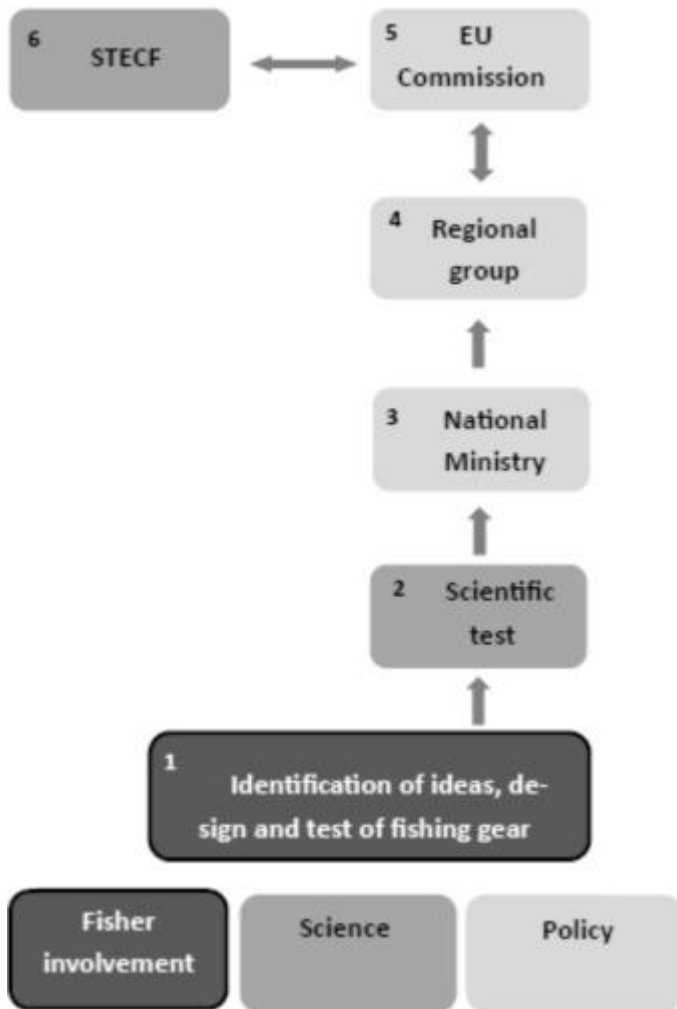 6
STECF
5
EU
Commission
4
Regional
group
3
National
Ministry
2
Scientific
test
1
Identification of ideas, de-
sign and test of fishing gear
Fisher
involvement
Science
Policy